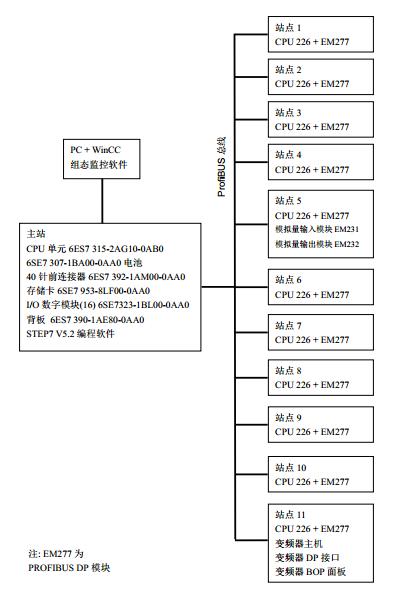 PC + WinCC
组态监控软件
主站
CPU 单元 6ES7 315-2AG10-0AB0
6SE7 307-1BA00-0AA0 电池
40 针前连接器 6ES7 392-1AM00-0AA0
存储卡 6SE7 953-8LF00-0AA0
I/O 数字模块(16) 6SE7323-1BL00-0AA0
背板 6ES7 390-1AE80-0AA0
STEP7 V5.2 编程软件
ProfiBUS 总线
站点 1
CPU 226 + EM277
站点 2
CPU 226 + EM277
站点 3
CPU 226 + EM277
站点 4
CPU 226 + EM277
站点 5
CPU 226 + EM277
模拟量输入模块 EM231
模拟量输出模块 EM232
站点 6
CPU 226 + EM277
站点 7
CPU 226 + EM277
站点 8
CPU 226 + EM277
站点 9
CPU 226 + EM277
站点 10
CPU 226 + EM277
站点 11
CPU 226 + EM277
变频器主机
变频器 DP 接口
变频器 BOP 面板
注: EM277 为
PROFIBUS DP 模块